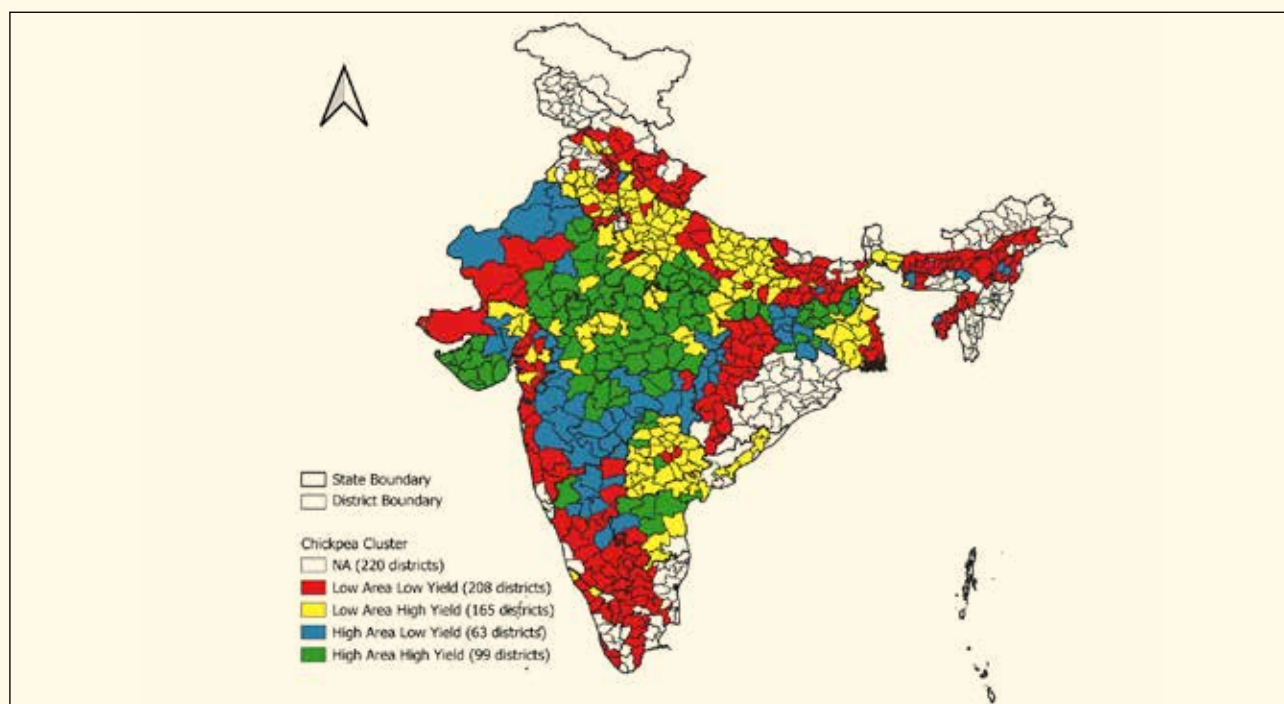 State Boundary
District Boundary
Chickpea Cluster
NA (220 districts)
Low Area Low Yield (208 districts)
Low Area High Yield (165 districts)
High Area Low Yield (63 districts)
High Area High Yield (99 districts)